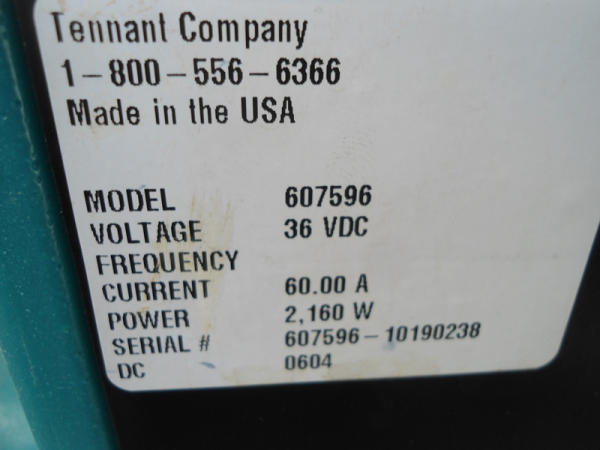 Tennant Company
1-800-556-6366
Made in the USA
MODEL 607596
VOLTAGE 36 VDC
FREQUENCY
CURRENT 60.00 A
POWER 2,160 W
SERIAL # 607596-10190238
DC 0604